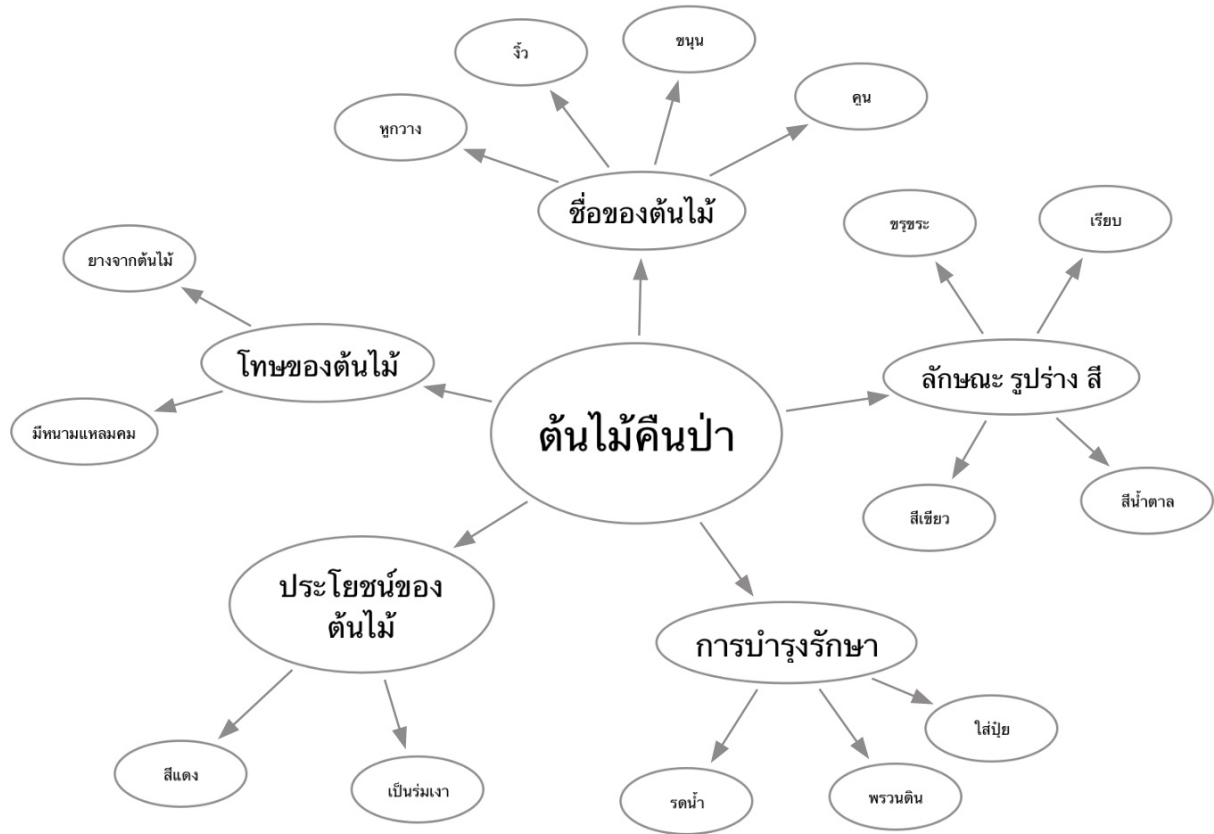 งิ้ว
ขนุน
คูน
หูกวาง
ชื่อของต้นไม้
ขรุขระ
เรียบ
ยางจากต้นไม้
โทษของต้นไม้
ลักษณะ รูปร่าง สี
มีหนามแหลมคม
ต้นไม้คืนป่า
สีเขียว
สีน้ำตาล
ประโยชน์ของ
ต้นไม้
การบำรุงรักษา
ใส่ปุ๋ย
สีแดง
เป็นร่มเงา
รดน้ำ
พรวนดิน